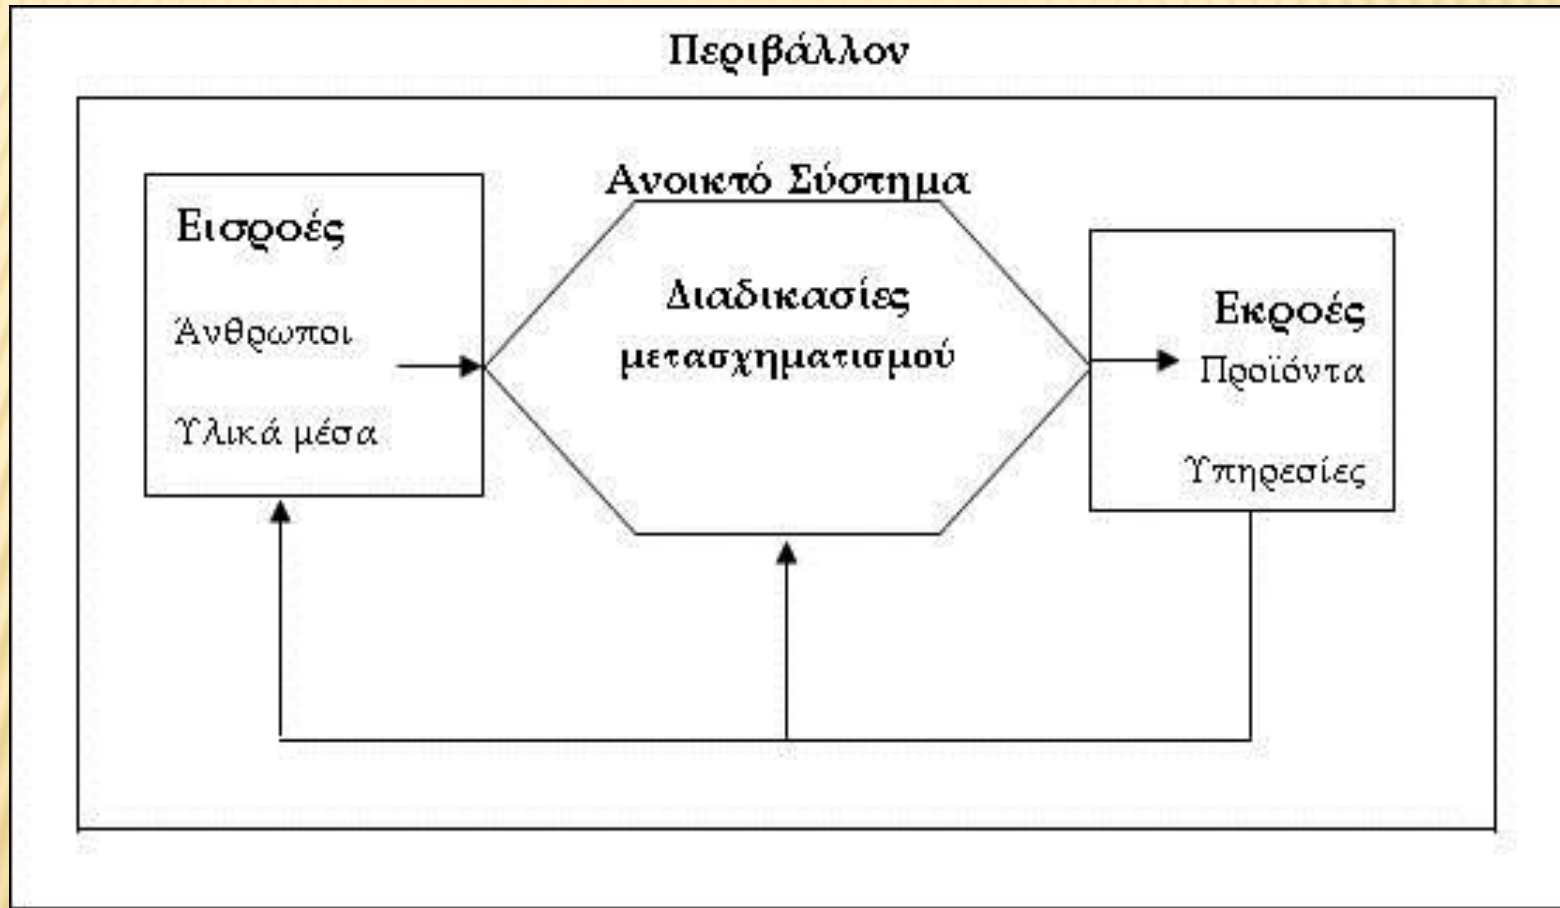 Περιβάλλον
Ανοικτό Σύστημα
Εισροές
Άνθρωποι
Υλικά μέσα
Διαδικασίες
μετασχηματισμού
Εκροές
Προϊόντα
Υπηρεσίες